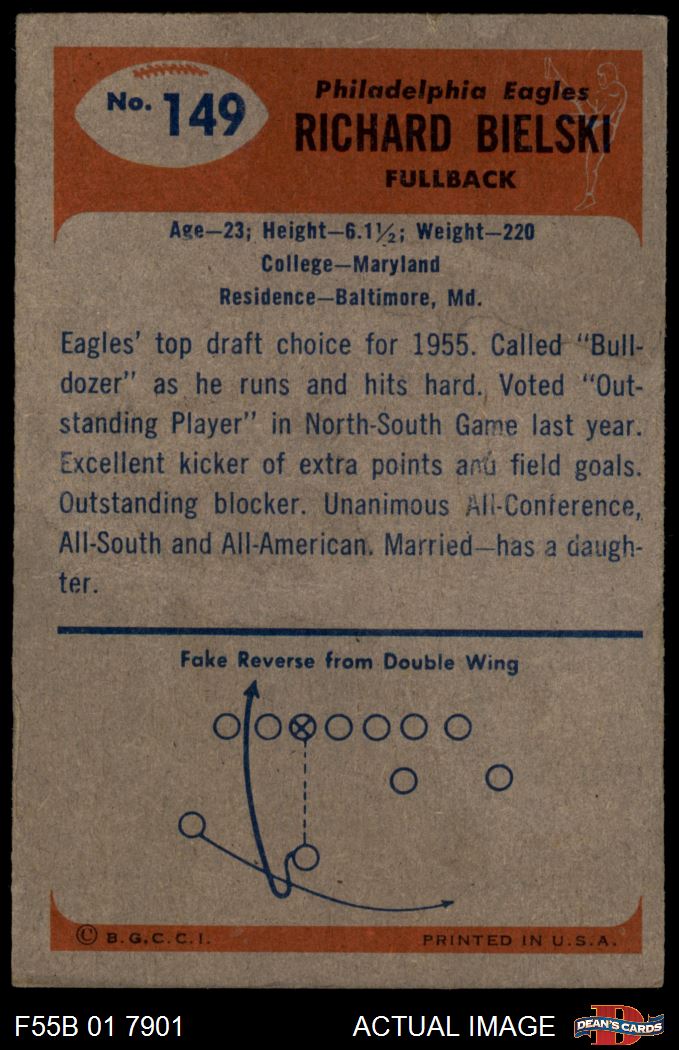 No. 149
Philadelphia Eagles
RICHARD BIELSKI
FULLBACK
Age—23; Height—6.1½; Weight—220
College—Maryland
Residence—Baltimore, Md.
Eagles' top draft choice for 1955. Called "Bull-
dozer" as he runs and hits hard. Voted "Out-
standing Player" in North-South Game last year.
Excellent kicker of extra points and field goals.
Outstanding blocker. Unanimous All-Conference,
All-South and All-American. Married—has a daugh-
ter.
Fake Reverse from Double Wing
© B.G.C.C.I.
PRINTED IN U.S.A.
F55B 01 7901
ACTUAL IMAGE
D
DEAN'S CARDS